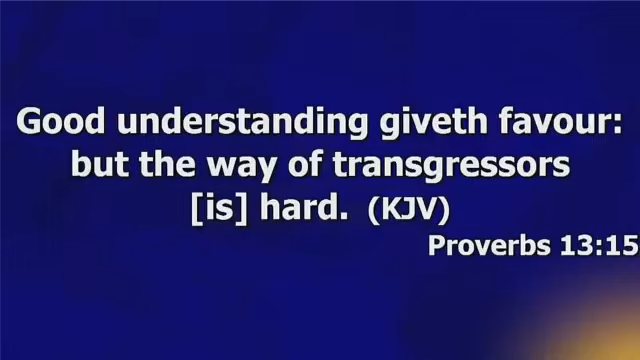 Good understanding giveth favour:
but the way of transgressors
[is] hard. (KJV)
Proverbs 13:15